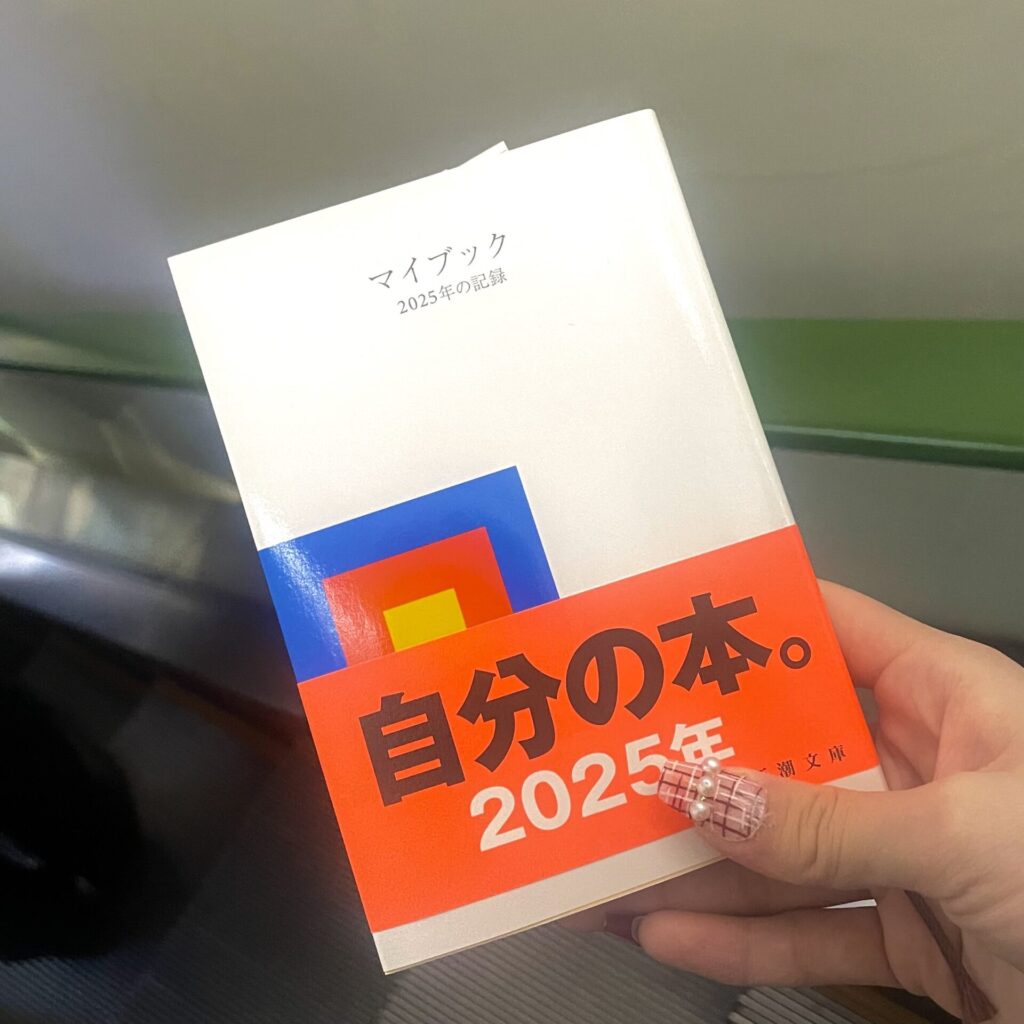 マイブック
2025年の記録
自分の本。
2025年
潮文庫